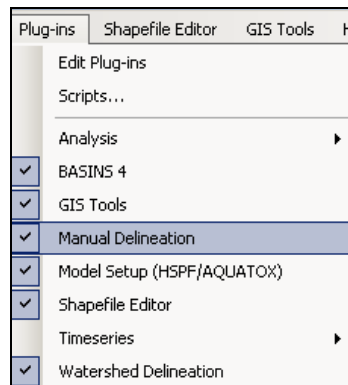 Plug-ins Shapefile Editor GIS Tools
Edit Plug-ins
Scripts...
Analysis
BASINS 4
GIS Tools
Manual Delineation
Model Setup (HSPF/AQUATOX)
Shapefile Editor
Timeseries
Watershed Delineation